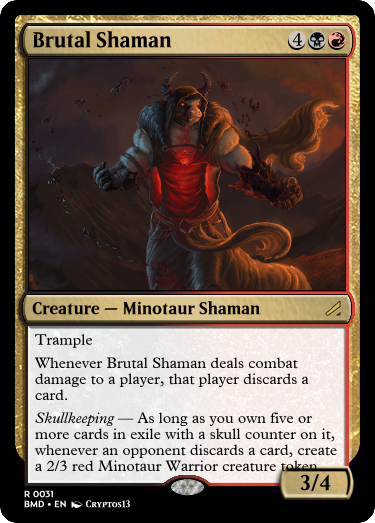 Brutal Shaman 4
Creature — Minotaur Shaman
Trample
Whenever Brutal Shaman deals combat
damage to a player, that player discards a
card.
Skullkeeping — As long as you own five or
more cards in exile with a skull counter on it,
whenever an opponent discards a card, create
a 2/3 red Minotaur Warrior creature token.
3/4
R 0031
BMD • EN Cryptos13